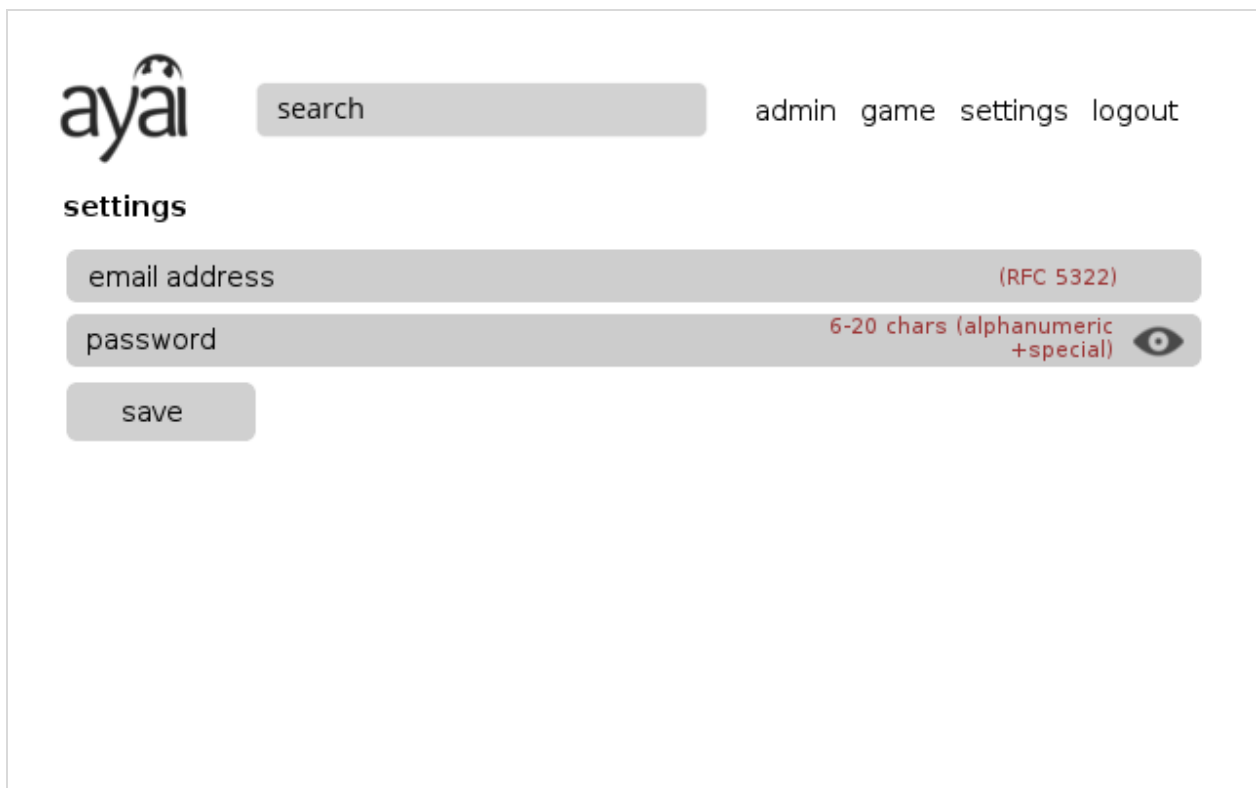 ayai
search
admin game settings logout
settings
email address (RFC 5322)
password 6-20 chars (alphanumeric
+special)
save